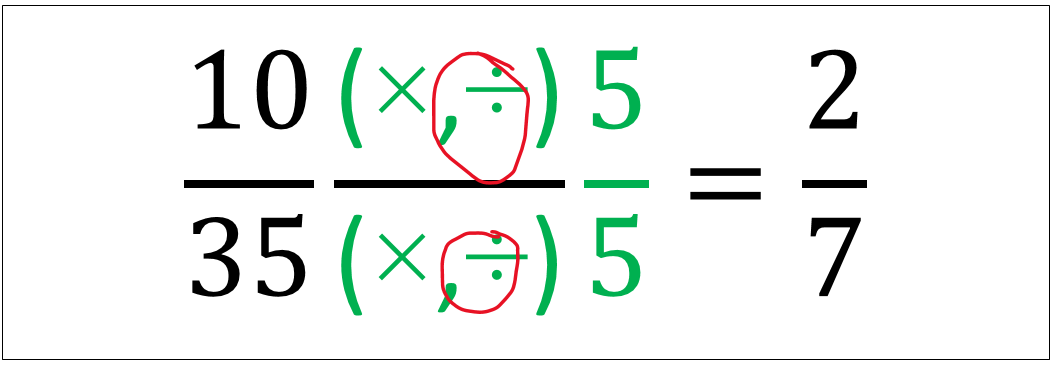 10 (×, ÷) 5 = 2
35 (×, ÷) 5 7